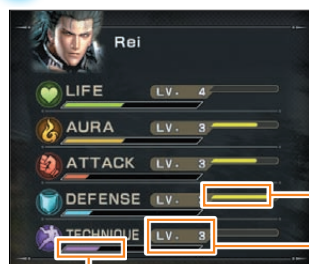 Rei
LIFE LV. 4
AURA LV. 3
ATTACK LV. 3
DEFENSE LV.
TECHNIQUE LV. 3